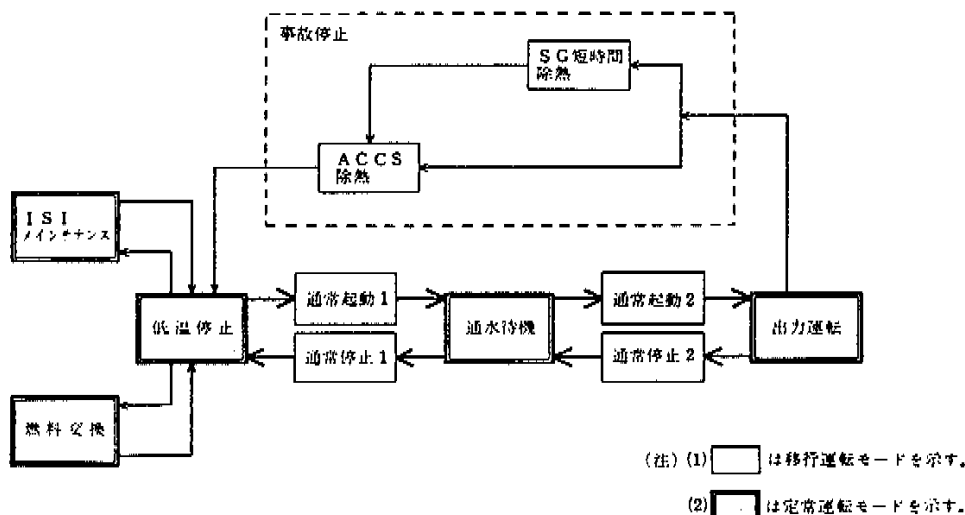 事故停止
SG短時間
除熱
ACCS
除熱
ISI
メインテナンス
低温停止
通常起動1
通水待機
通常起動2
出力運転
通常停止1
通常停止2
燃料交換
(注) (1) は移行運転モードを示す。
(2) は定常運転モードを示す。